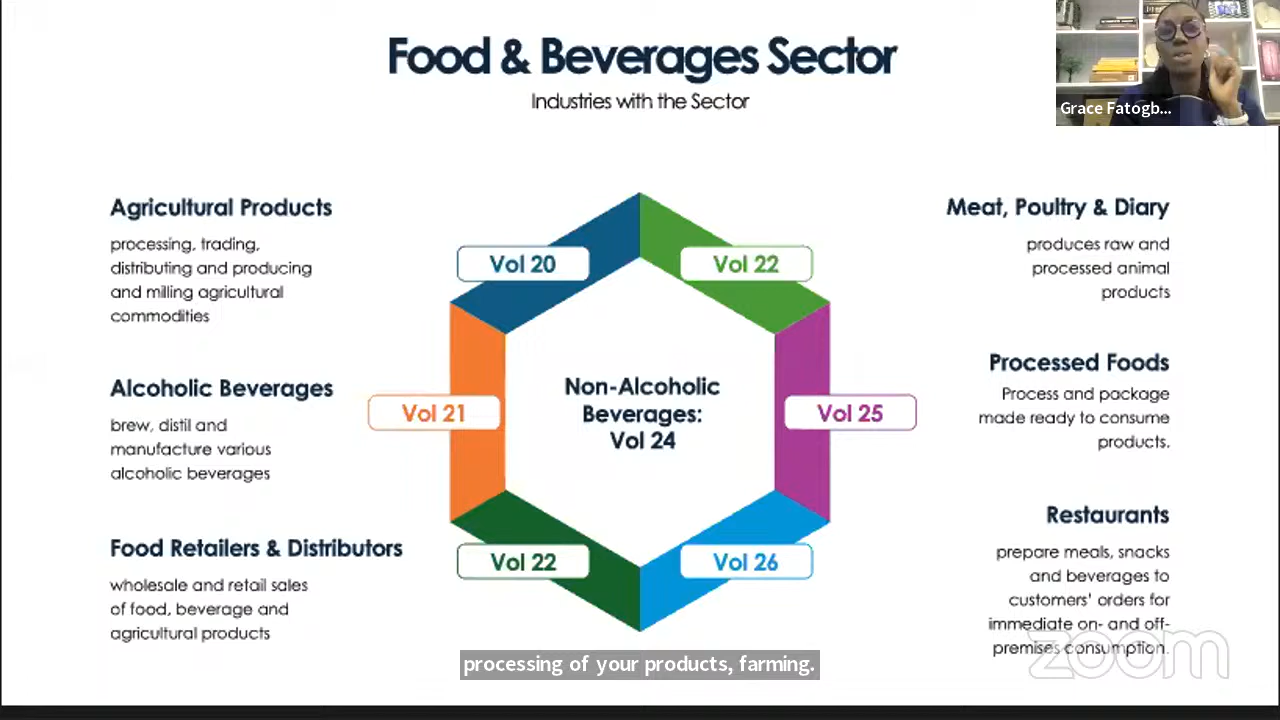 Food & Beverages Sector
Industries with the Sector
Grace Fatogb...
Agricultural Products
processing, trading,
distributing and producing
and milling agricultural
commodities
Alcoholic Beverages
brew, distil and
manufacture various
alcoholic beverages
Food Retailers & Distributors
wholesale and retail sales
of food, beverage and
agricultural products
Vol 20
Vol 22
Vol 21
Non-Alcoholic
Beverages:
Vol 24
Vol 25
Vol 22
Vol 26
Meat, Poultry & Diary
produces raw and
processed animal
products
Processed Foods
Process and package
made ready to consume
products.
Restaurants
prepare meals, snacks
and beverages to
customers' orders for
immediate on- and off-
premises consumption.
zoom
processing of your products, farming.